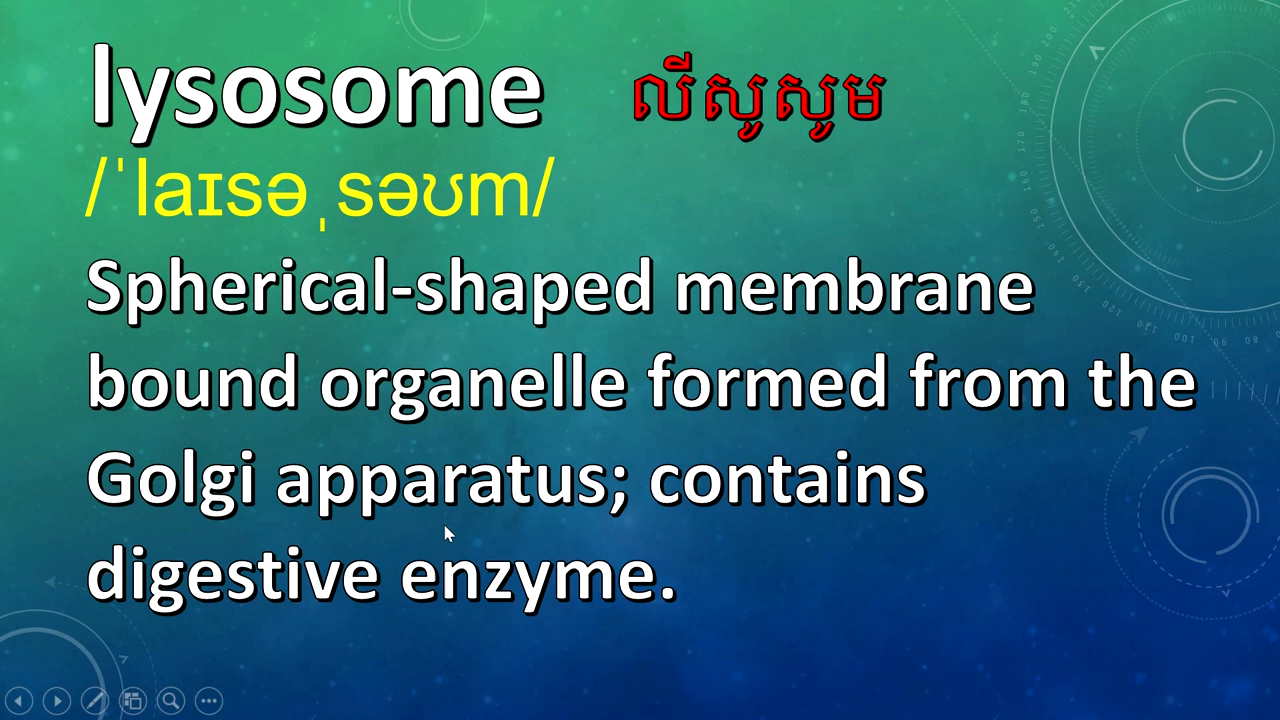 lysosome លីសូសូម
/ˈlaɪsəˌsəʊm/
Spherical-shaped membrane
bound organelle formed from the
Golgi apparatus; contains
digestive enzyme.